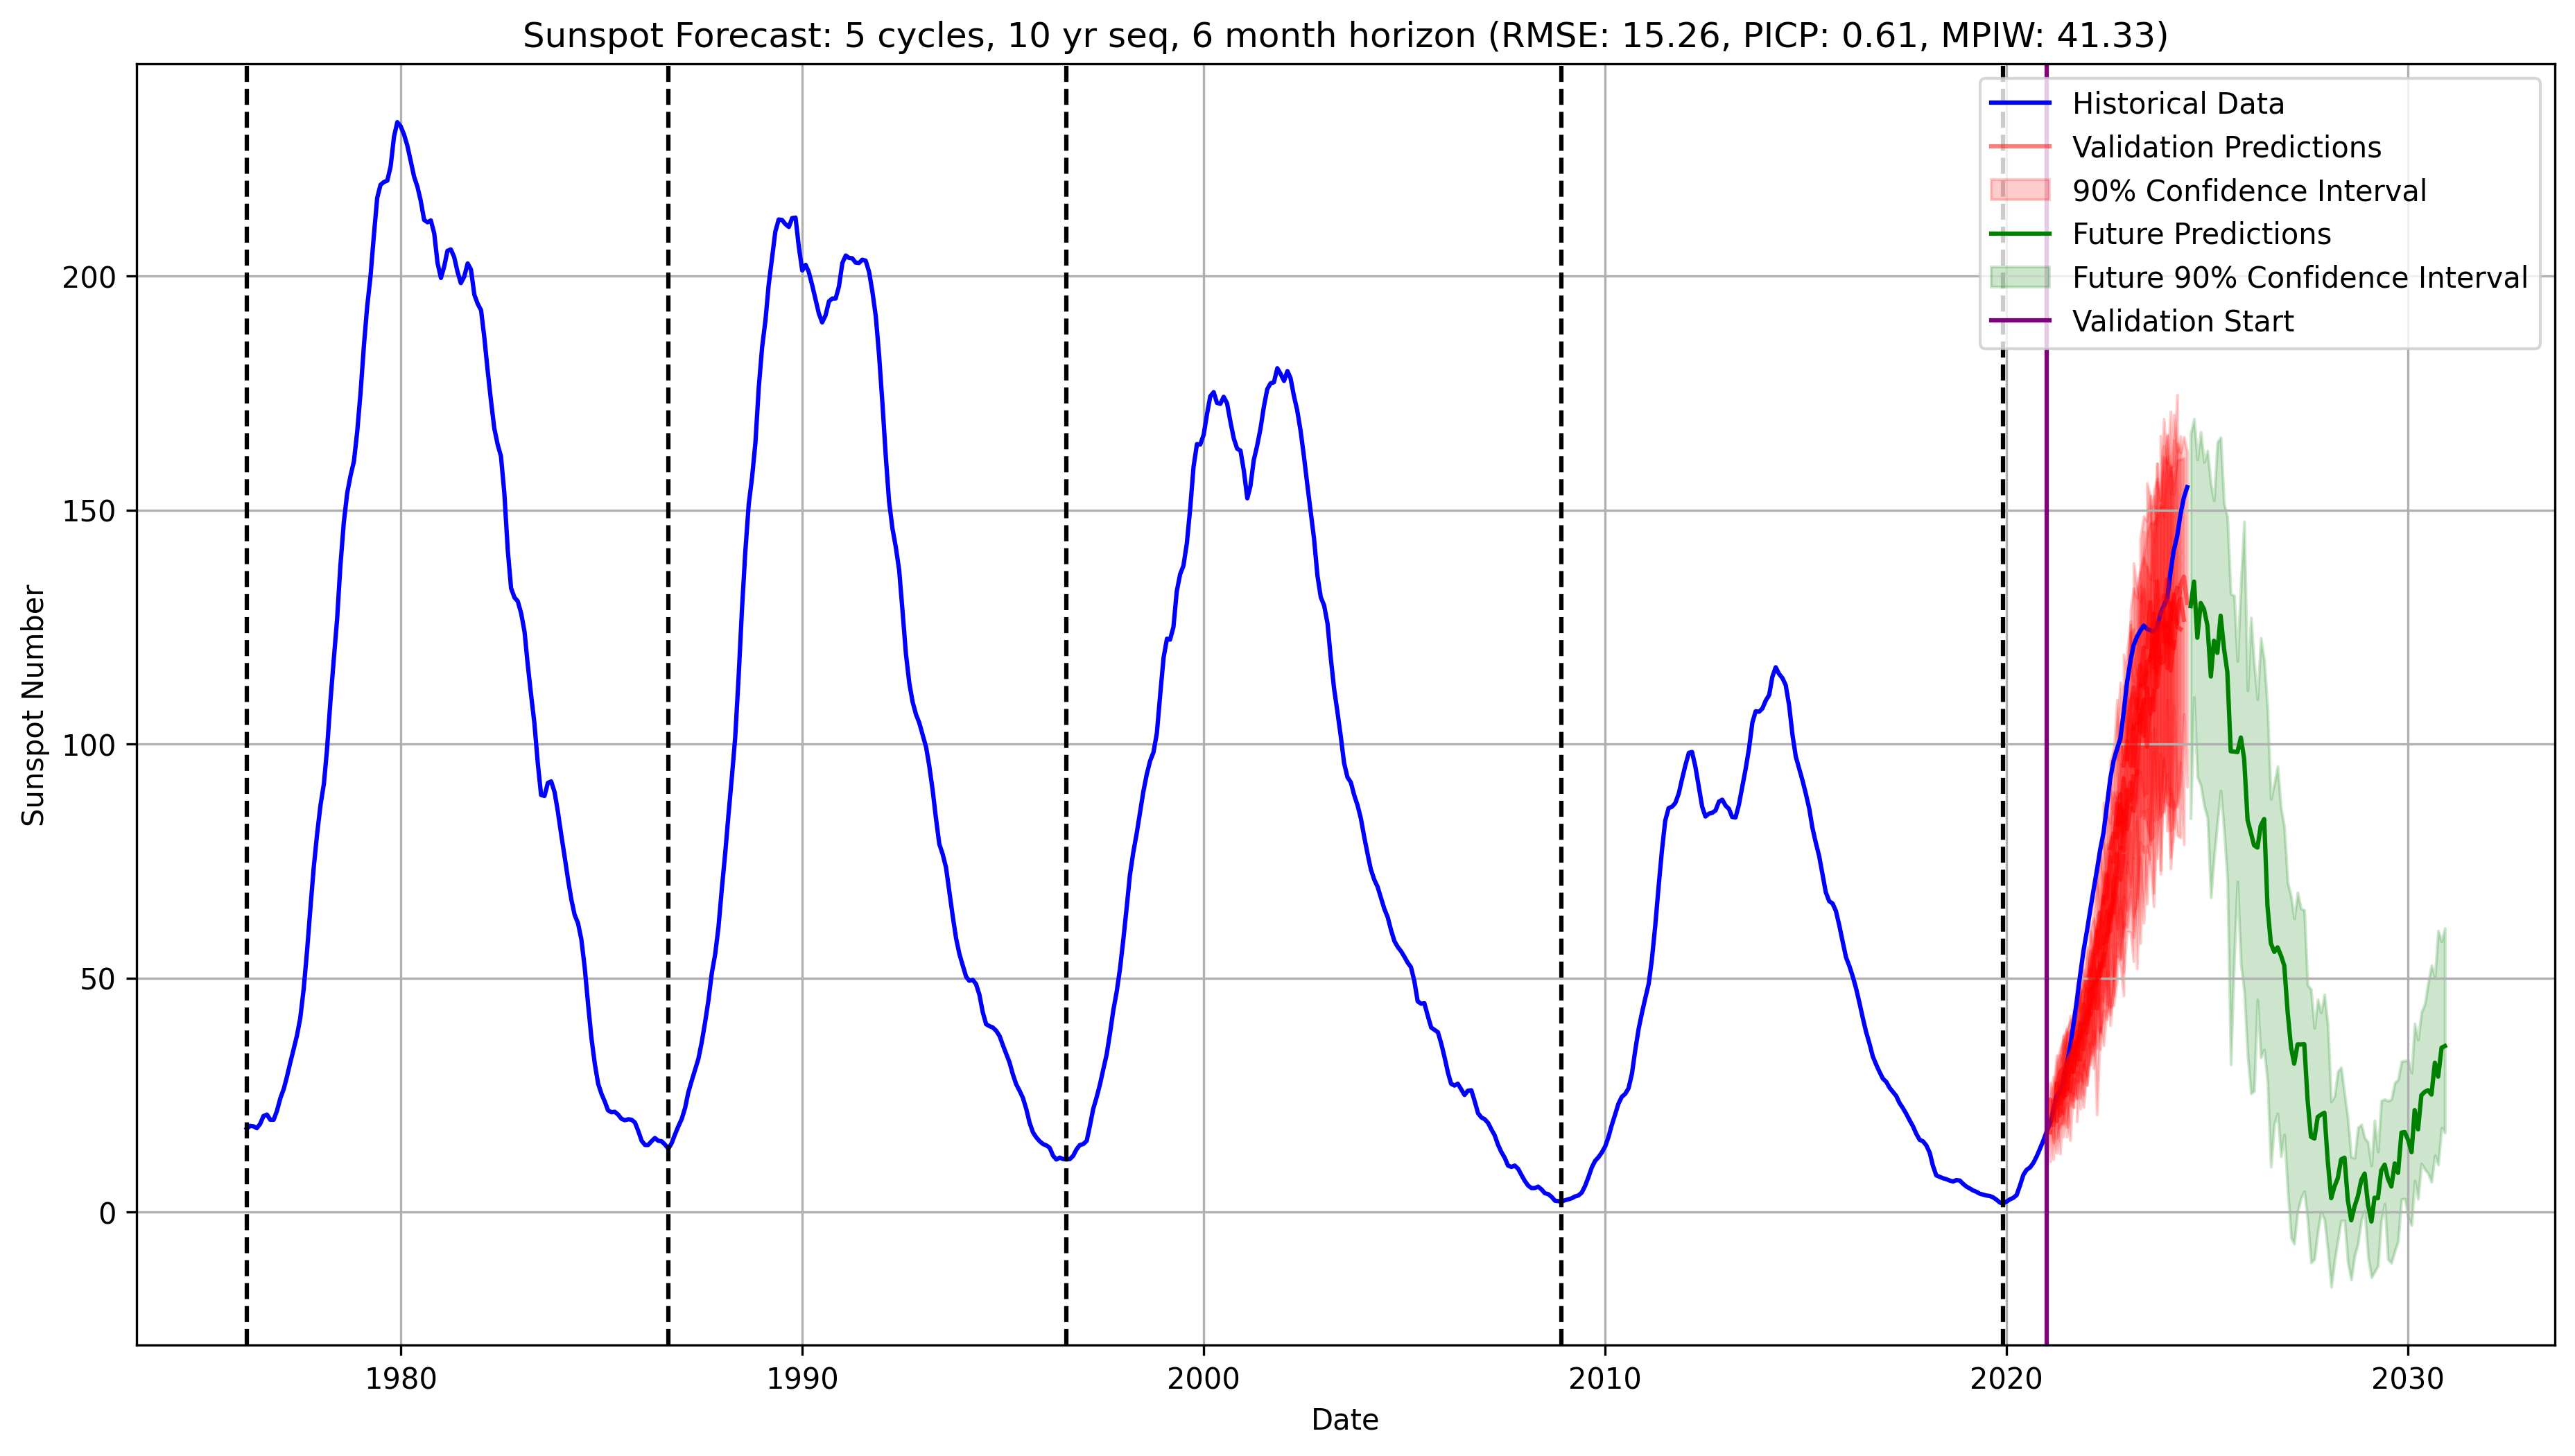 Sunspot Forecast: 5 cycles, 10 yr seq, 6 month horizon (RMSE: 15.26, PICP: 0.61, MPIW: 41.33)
Historical Data
Validation Predictions
90% Confidence Interval
Future Predictions
Future 90% Confidence Interval
Validation Start
Sunspot Number
200
150
100
50
0
1980
1990
2000
2010
2020
2030
Date